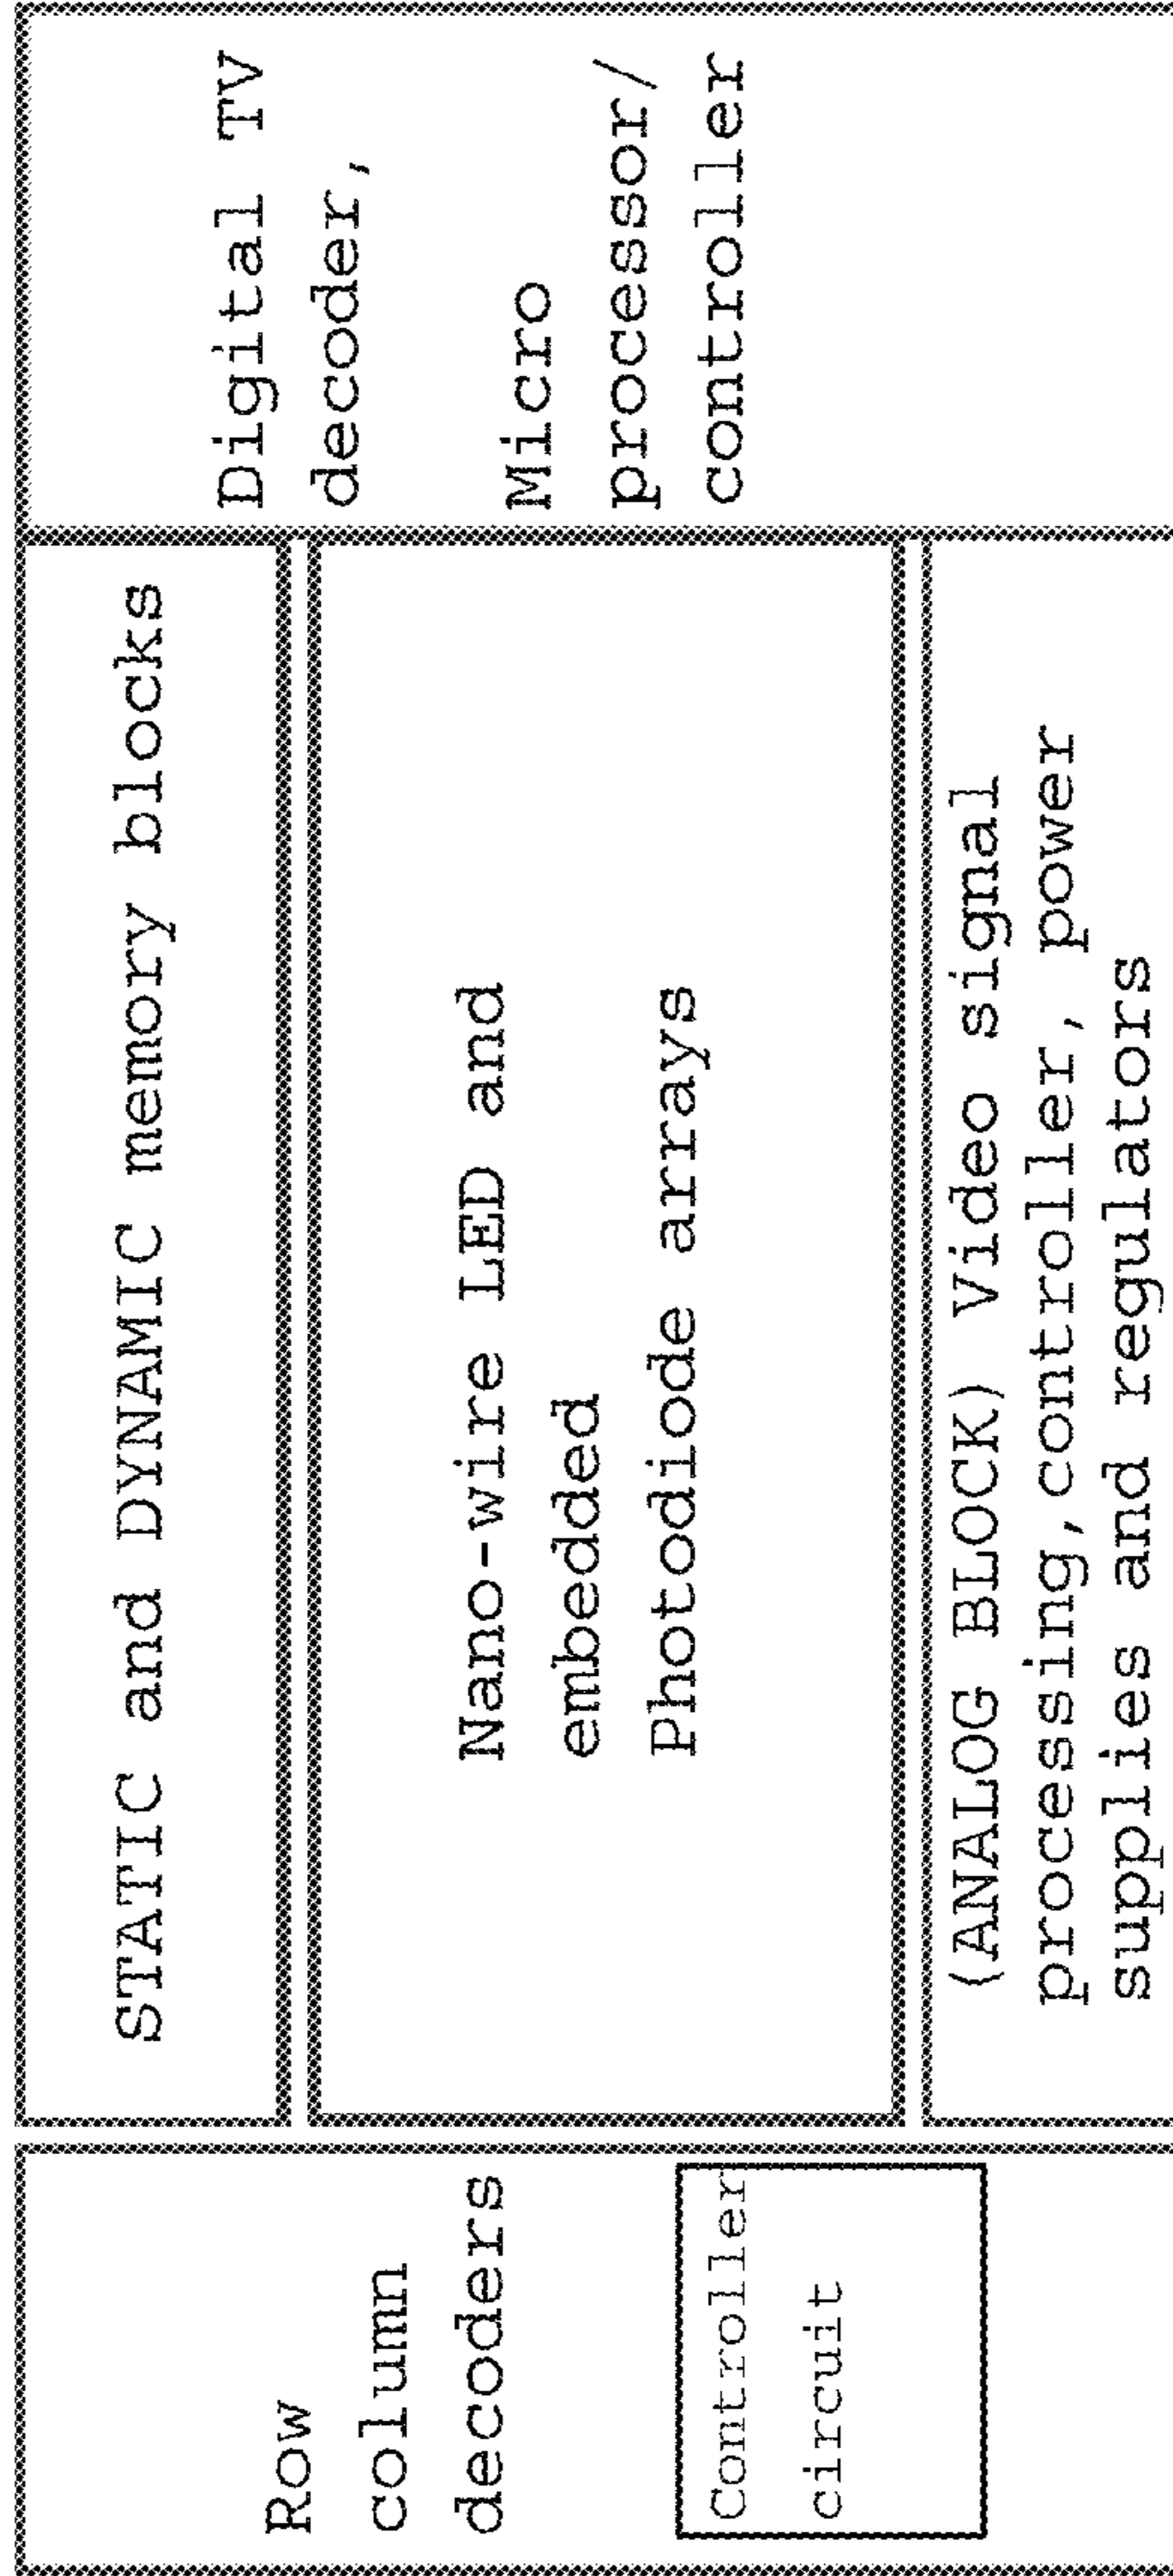 Row
column
decoders
Controller
circuit
STATIC and DYNAMIC memory blocks
Nano-wire LED and
embedded
Photodiode arrays
(ANALOG BLOCK) Video signal
processing,controller, power
supplies and regulators
Digital TV
decoder,
Micro
processor/
controller